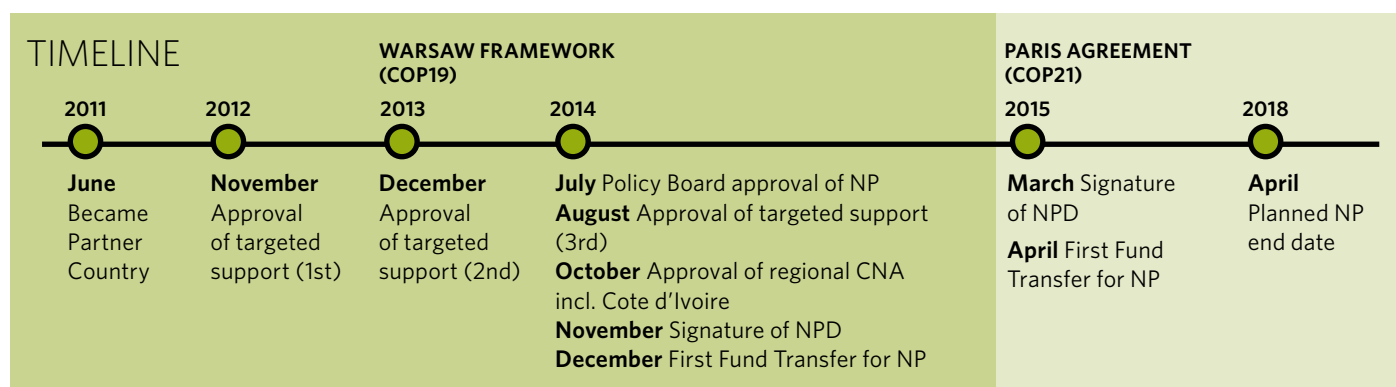 TIMELINE
WARSAW FRAMEWORK
(COP19)
PARIS AGREEMENT
(COP21)
2011
June
Became
Partner
Country
2012
November
Approval
of targeted
support (1st)
2013
December
Approval
of targeted
support (2nd)
2014
July Policy Board approval of NP
August Approval of targeted support
(3rd)
October Approval of regional CNA
incl. Cote d’Ivoire
November Signature of NPD
December First Fund Transfer for NP
2015
March Signature
of NPD
April First Fund
Transfer for NP
2018
April
Planned NP
end date